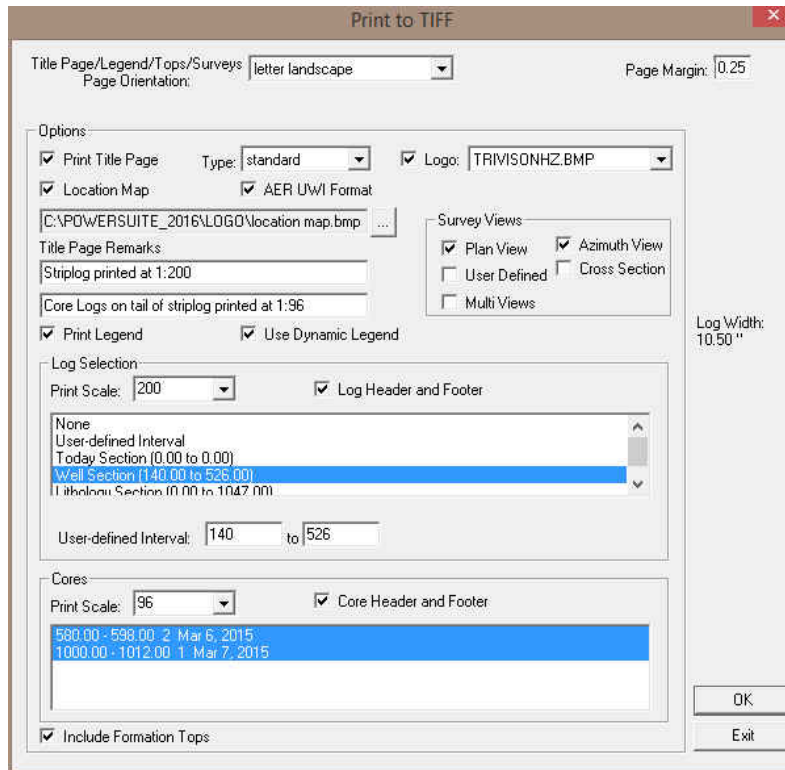 Print to TIFF
Title Page/Legend/Tops/Surveys
Page Orientation:
letter landscape
Page Margin: 0.25
Options
Print Title Page Type: standard Logo: TRIVISONHZ.BMP
Location Map AER UWI Format
C:\POWERSUITE_2016\LOGO\location map.bmp ...
Survey Views
Plan View Azimuth View
User Defined Cross Section
Multi Views
Title Page Remarks
Striplog printed at 1:200
Core Logs on tail of striplog printed at 1:96
Print Legend Use Dynamic Legend
Log Width:
10.50 "
Log Selection
Print Scale: 200 Log Header and Footer
None
User-defined Interval
Today Section (0.00 to 0.00)
Well Section (140.00 to 526.00)
Lithology Section (0.00 to 1047.00)
User-defined Interval: 140 to 526
Cores
Print Scale: 96 Core Header and Footer
580.00 - 598.00 2 Mar 6, 2015
1000.00 - 1012.00 1 Mar 7, 2015
OK
Include Formation Tops
Exit